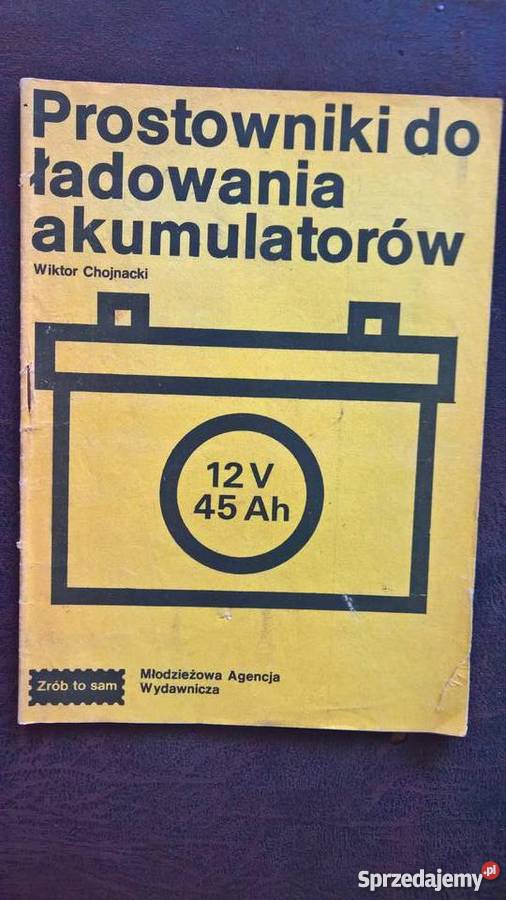 Prostowniki do
ładowania
akumulatorów
Wiktor Chojnacki
12 V
45 Ah
Zrób to sam
Młodzieżowa Agencja
Wydawnicza
Sprzedajemy.pl